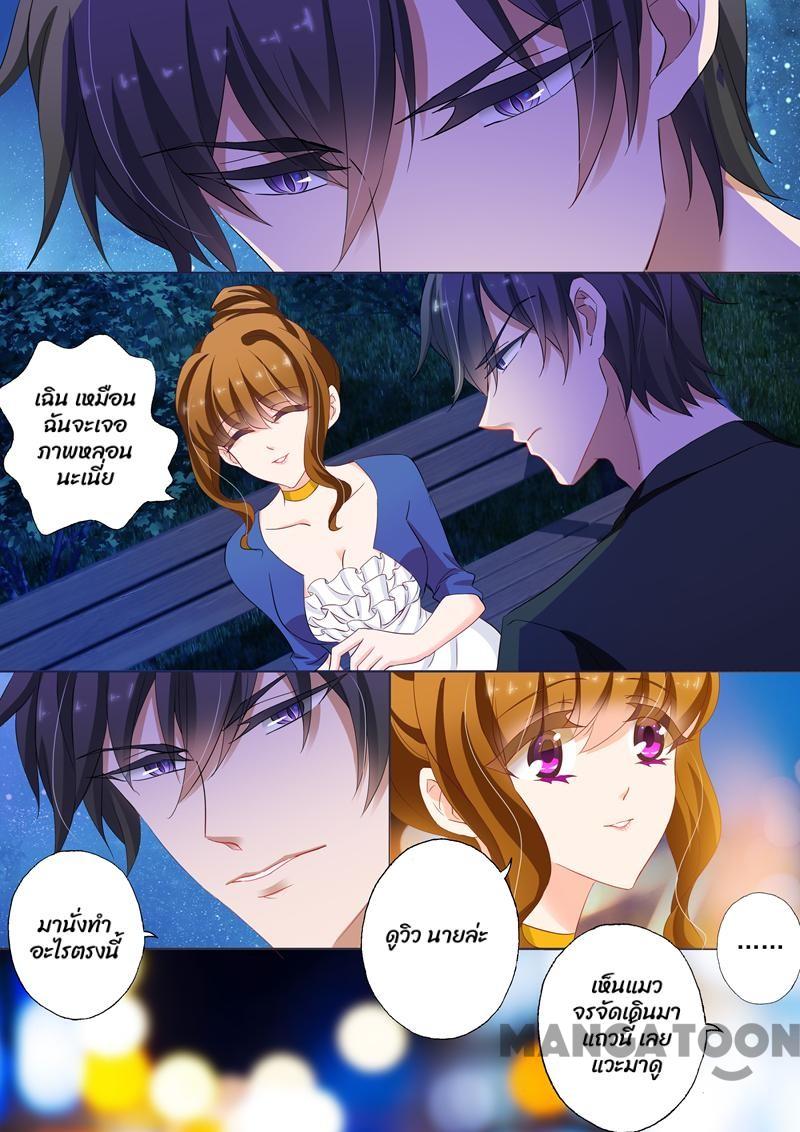 เฉิน เหมือน
ฉันจะเจอ
ภาพหลอน
นะเนี่ย
มานั่งทำ
อะไรตรงนี้
ดูวิว นายล่ะ
......
เห็นแมว
จรจัดเดินมา
แถวนี้ เลย
แวะมาดู
MANGATOON